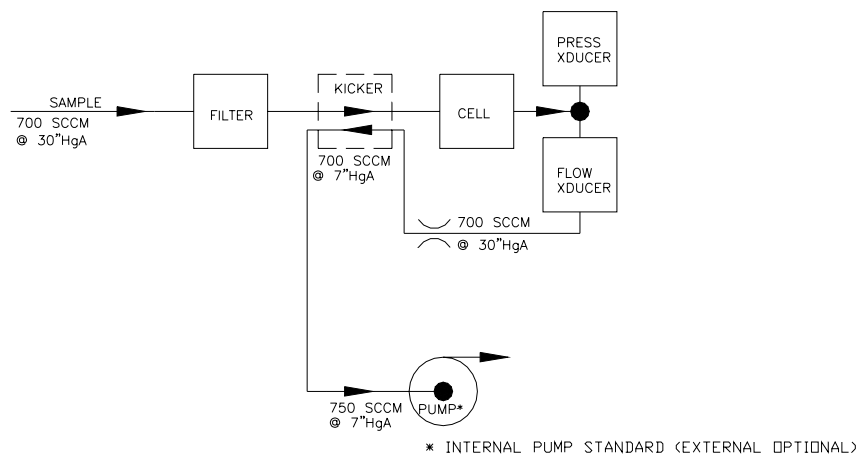 PRESS
XDUCER
KICKER
SAMPLE
FILTER
CELL
700 SCCM
@ 30"HgA
700 SCCM
@ 7"HgA
FLOW
XDUCER
700 SCCM
@ 30"HgA
750 SCCM
@ 7"HgA
PUMP*
* INTERNAL PUMP STANDARD (EXTERNAL OPTIONAL)